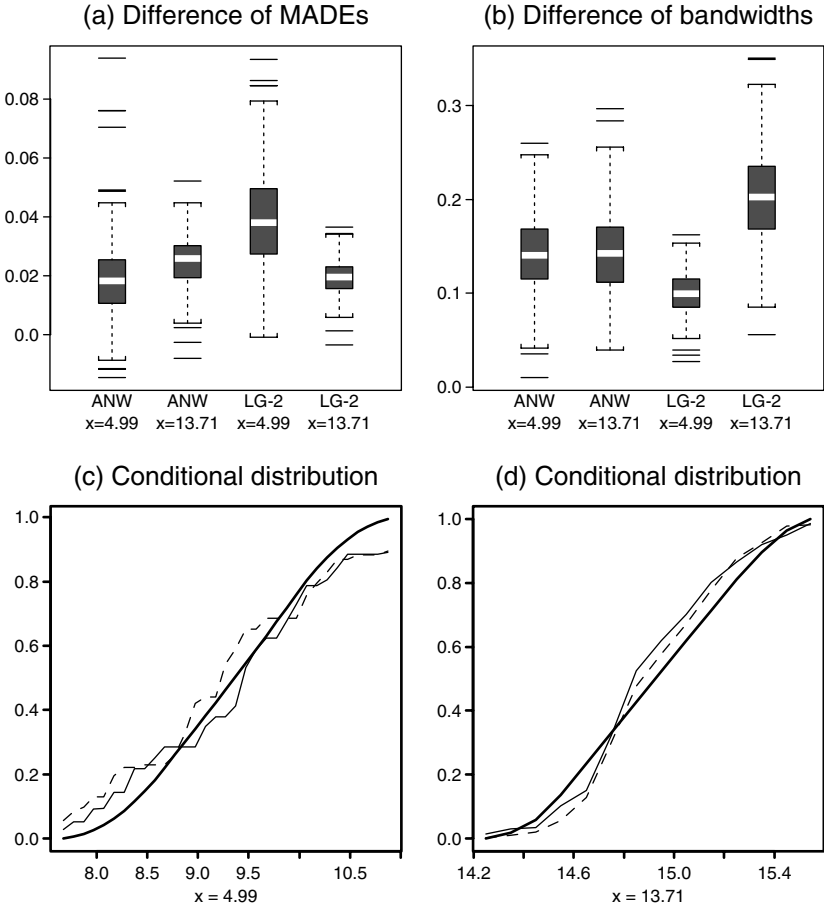 (a) Difference of MADEs
(b) Difference of bandwidths
0.08
0.06
0.04
0.02
0.0
0.3
0.2
0.1
0.0
ANW ANW LG-2 LG-2
x=4.99 x=13.71 x=4.99 x=13.71
ANW ANW LG-2 LG-2
x=4.99 x=13.71 x=4.99 x=13.71
(c) Conditional distribution
(d) Conditional distribution
1.0
0.8
0.6
0.4
0.2
0.0
1.0
0.8
0.6
0.4
0.2
0.0
8.0 8.5 9.0 9.5 10.5
x = 4.99
14.2 14.6 15.0 15.4
x = 13.71